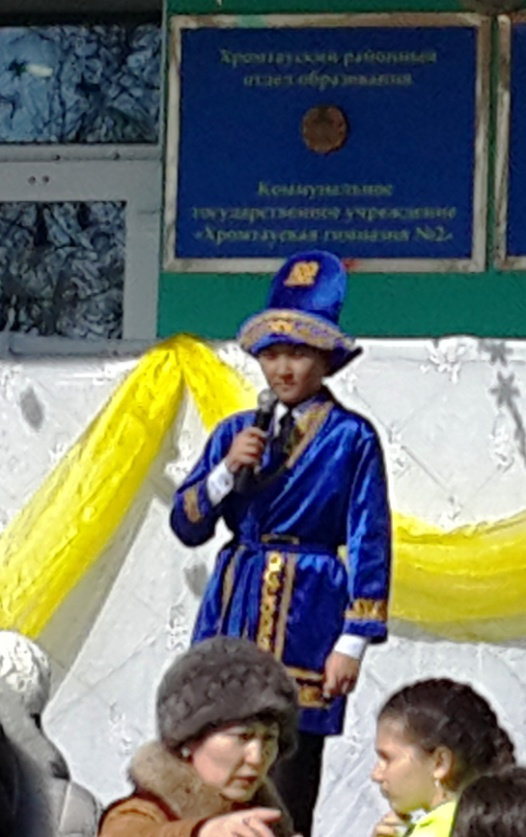 Хромтауский районный
отдел образования
Коммунальное
государственное учреждение
«Хромтауская гимназия №2»